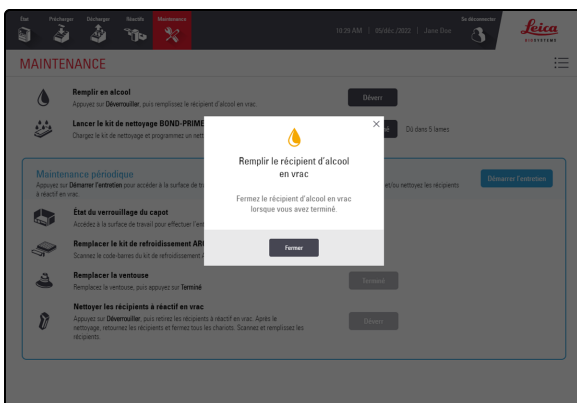 État Précharger Décharger Réactifs Maintenance
10:29 AM | 05/déc./2022 | Jane Doe
Se déconnecter
Leica
BIOSYSTEMS
MAINTENANCE
Remplir en alcool
Appuyez sur Déverrouiller, puis remplissez le récipient d'alcool en vrac.
Déverr
Lancer le kit de nettoyage BOND-PRIME
Chargez le kit de nettoyage et programmez un nett
Dû dans 5 lames
Remplir le récipient d'alcool
en vrac
Fermez le récipient d'alcool en vrac
lorsque vous avez terminé.
Fermer
Maintenance périodique
Appuyez sur Démarrer l'entretien pour accéder à la surface de tr
et/ou nettoyez les récipients
à réactif en vrac.
Démarrer l'entretien
État du verrouillage du capot
Accédez à la surface de travail pour effectuer l'en
Remplacer le kit de refroidissement AR
Scannez le code-barres du kit de refroidissement
Remplacer la ventouse
Remplacez la ventouse, puis appuyez sur Terminé
Terminé
Nettoyer les récipients à réactif en vrac
Appuyez sur Déverrouiller, puis retirez les récipients à réactif en vrac. Après le
nettoyage, retournez les récipients et fermez tous les chariots. Scannez et remplissez les
récipients.
Déverr